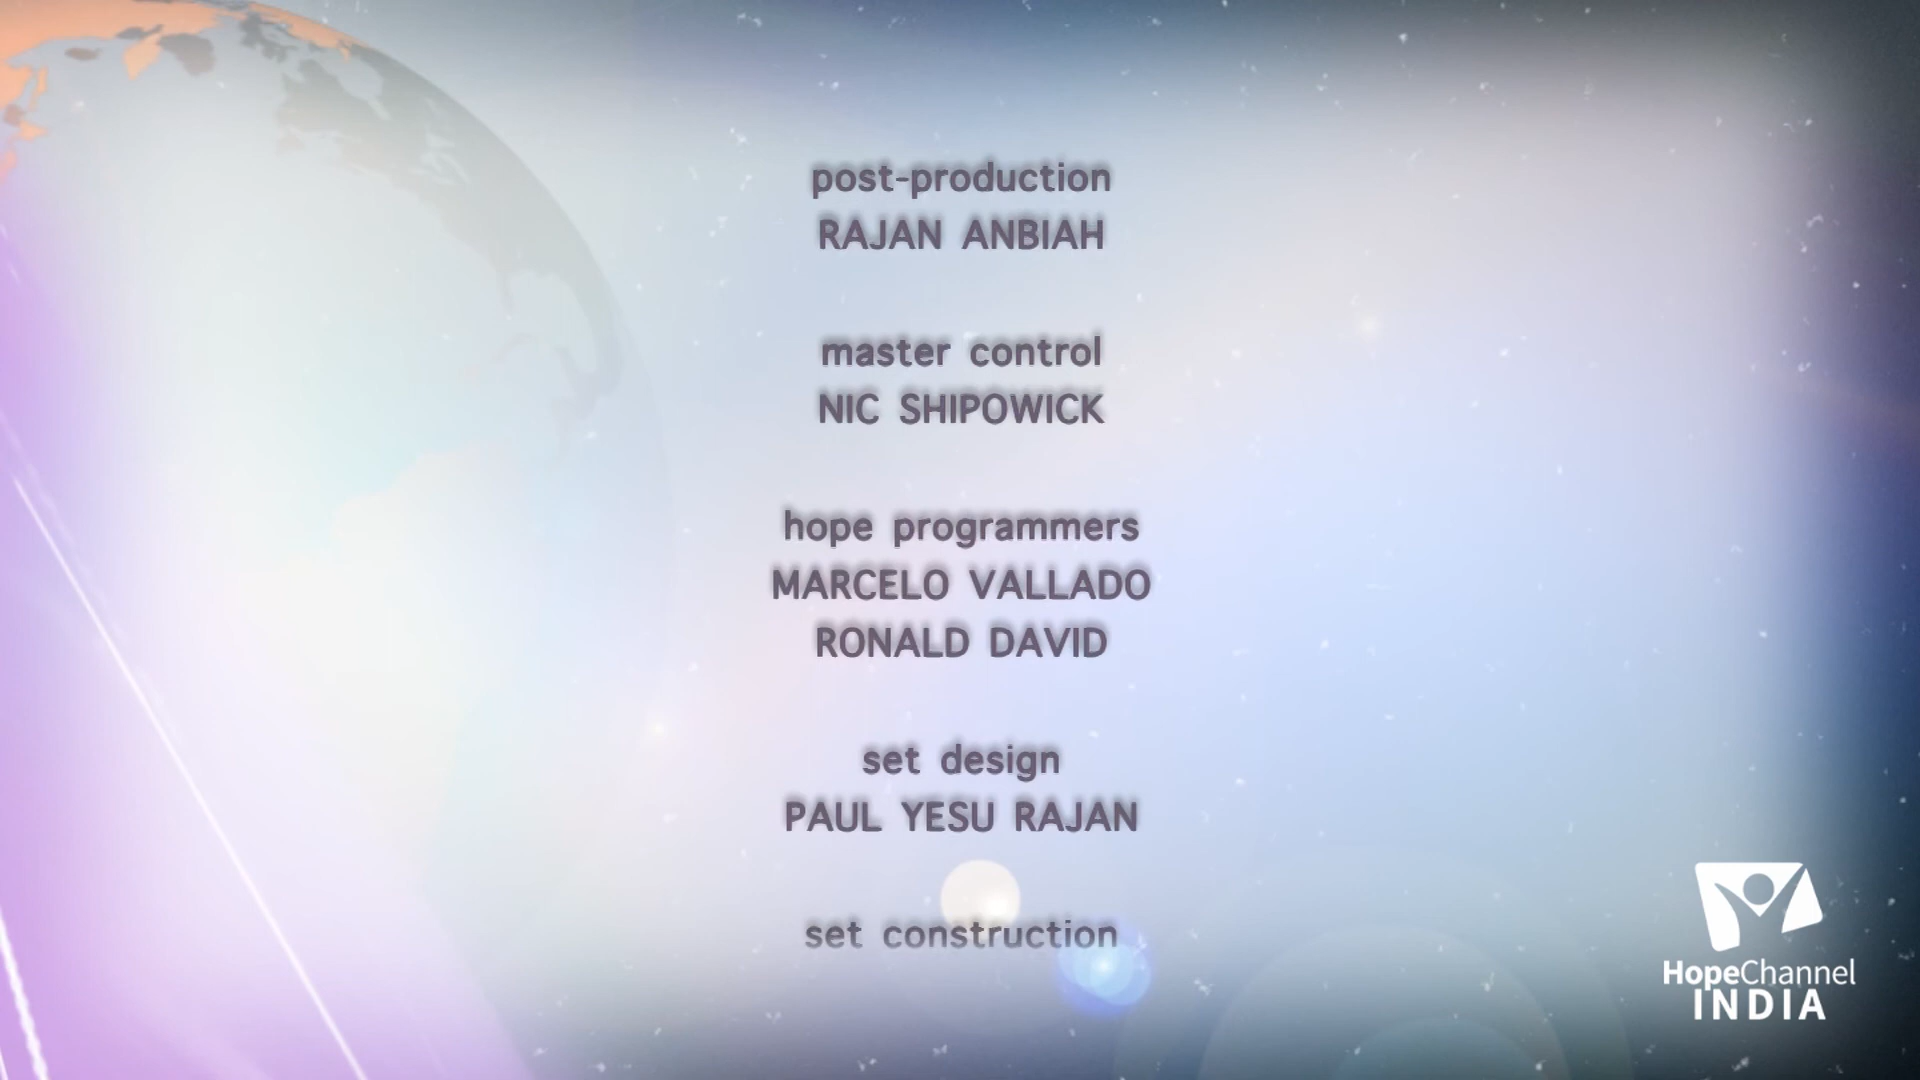 post-production
RAJAN ANBIAH
master control
NIC SHIPOWICK
hope programmers
MARCELO VALLADO
RONALD DAVID
set design
PAUL YESU RAJAN
set construction
HopeChannel
INDIA